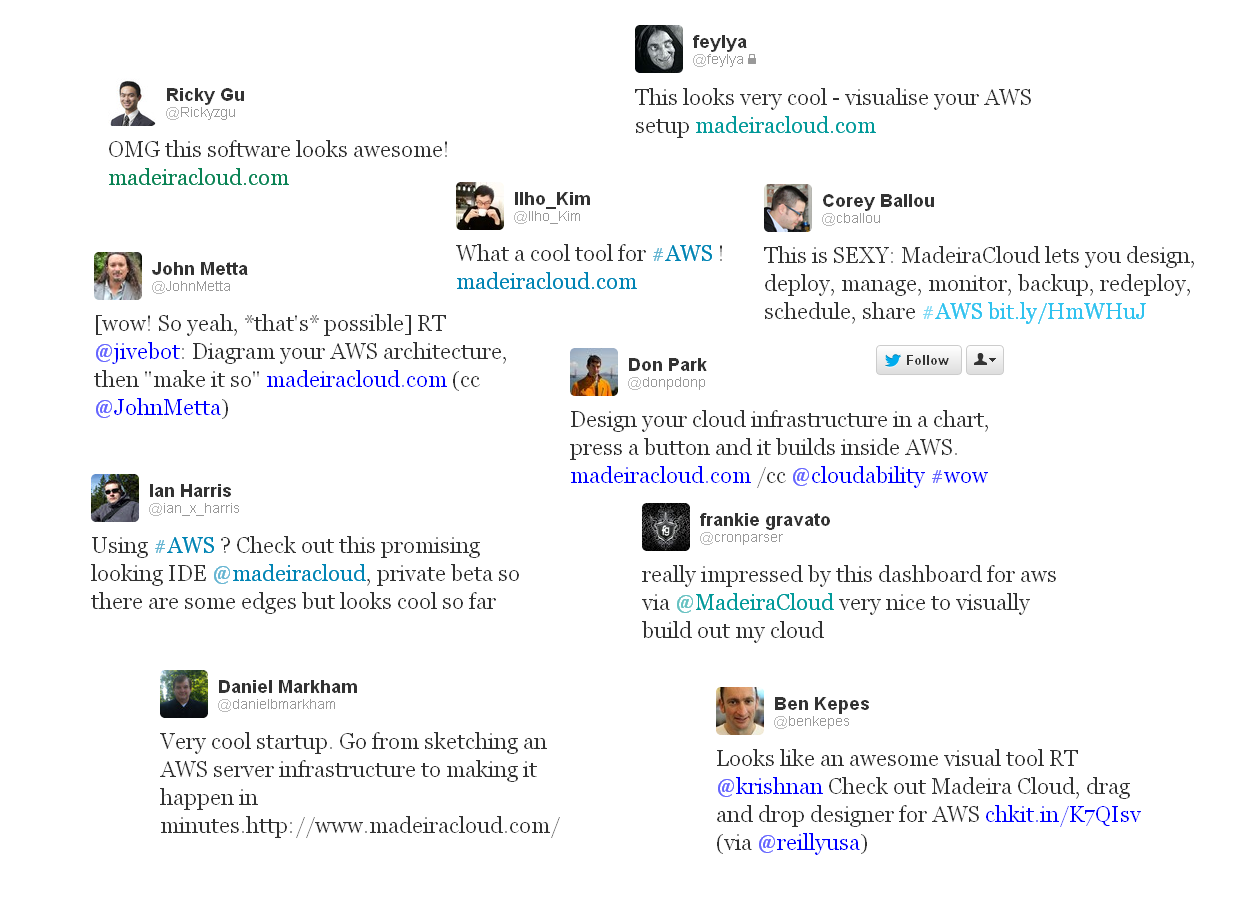 feylya
@feylya
This looks very cool - visualise your AWS
setup madeiracloud.com
Ricky Gu
@Rickyzgu
OMG this software looks awesome!
madeiracloud.com
Ilho_Kim
@Ilho_Kim
What a cool tool for #AWS !
madeiracloud.com
Corey Ballou
@cballou
This is SEXY: MadeiraCloud lets you design,
deploy, manage, monitor, backup, redeploy,
schedule, share #AWS bit.ly/HmWHuJ
Follow
John Metta
@JohnMetta
[wow! So yeah, *that's* possible] RT
@jivebot: Diagram your AWS architecture,
then "make it so" madeiracloud.com (cc
@JohnMetta)
Don Park
@donpdonp
Design your cloud infrastructure in a chart,
press a button and it builds inside AWS.
madeiracloud.com /cc @cloudability #wow
Ian Harris
@ian_x_harris
Using #AWS ? Check out this promising
looking IDE @madeiracloud, private beta so
there are some edges but looks cool so far
frankie gravato
@cronparser
really impressed by this dashboard for aws
via @MadeiraCloud very nice to visually
build out my cloud
Daniel Markham
@danielbmarkham
Very cool startup. Go from sketching an
AWS server infrastructure to making it
happen in
minutes.http://www.madeiracloud.com/
Ben Kepes
@benkepes
Looks like an awesome visual tool RT
@krishnan Check out Madeira Cloud, drag
and drop designer for AWS chkit.in/K7QIsv
(via @reillyusa)